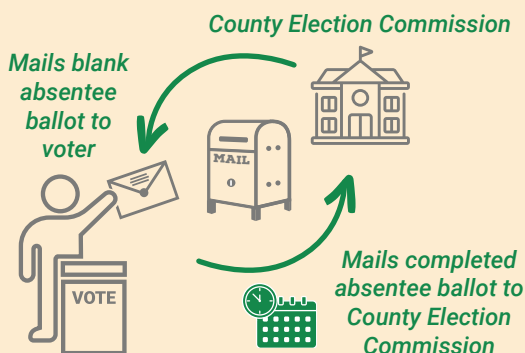 County Election Commission
Mails blank
absentee
ballot to
voter
MAIL
VOTE
Mails completed
absentee ballot to
County Election
Commission